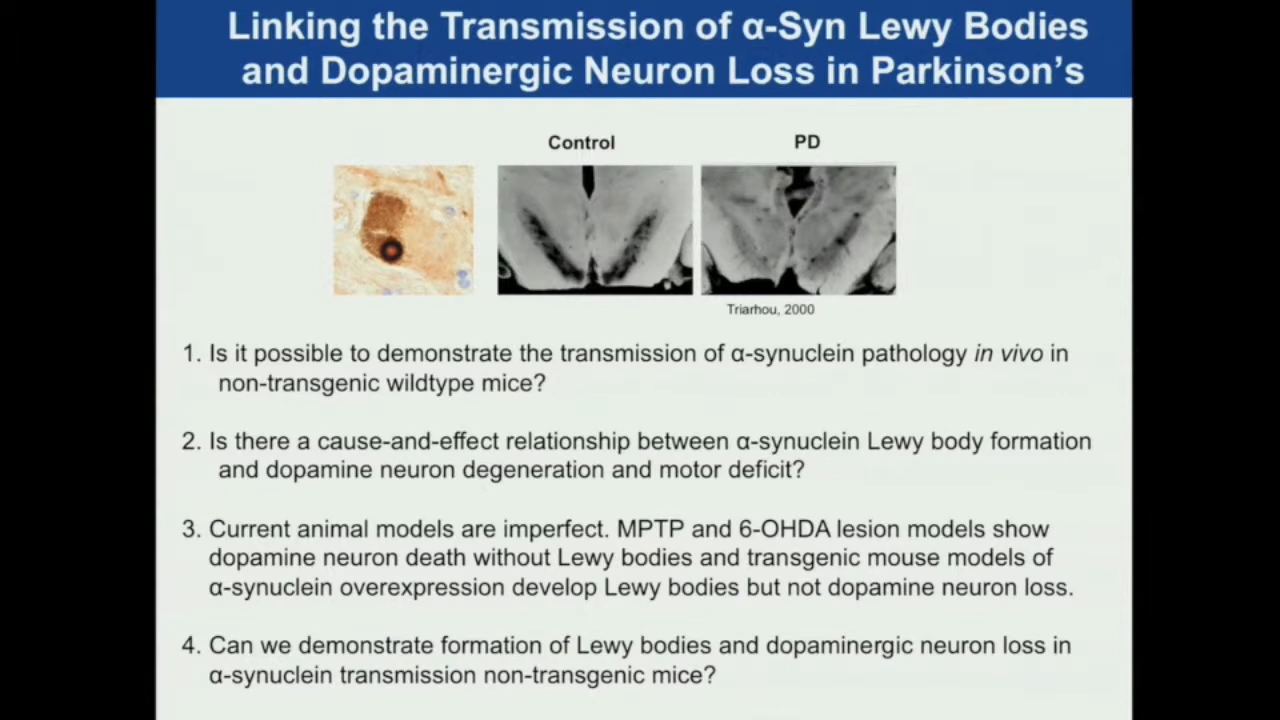 Linking the Transmission of α-Syn Lewy Bodies
and Dopaminergic Neuron Loss in Parkinson's
Control
PD
Triarhou, 2000
1. Is it possible to demonstrate the transmission of α-synuclein pathology in vivo in
non-transgenic wildtype mice?
2. Is there a cause-and-effect relationship between α-synuclein Lewy body formation
and dopamine neuron degeneration and motor deficit?
3. Current animal models are imperfect. MPTP and 6-OHDA lesion models show
dopamine neuron death without Lewy bodies and transgenic mouse models of
α-synuclein overexpression develop Lewy bodies but not dopamine neuron loss.
4. Can we demonstrate formation of Lewy bodies and dopaminergic neuron loss in
α-synuclein transmission non-transgenic mice?